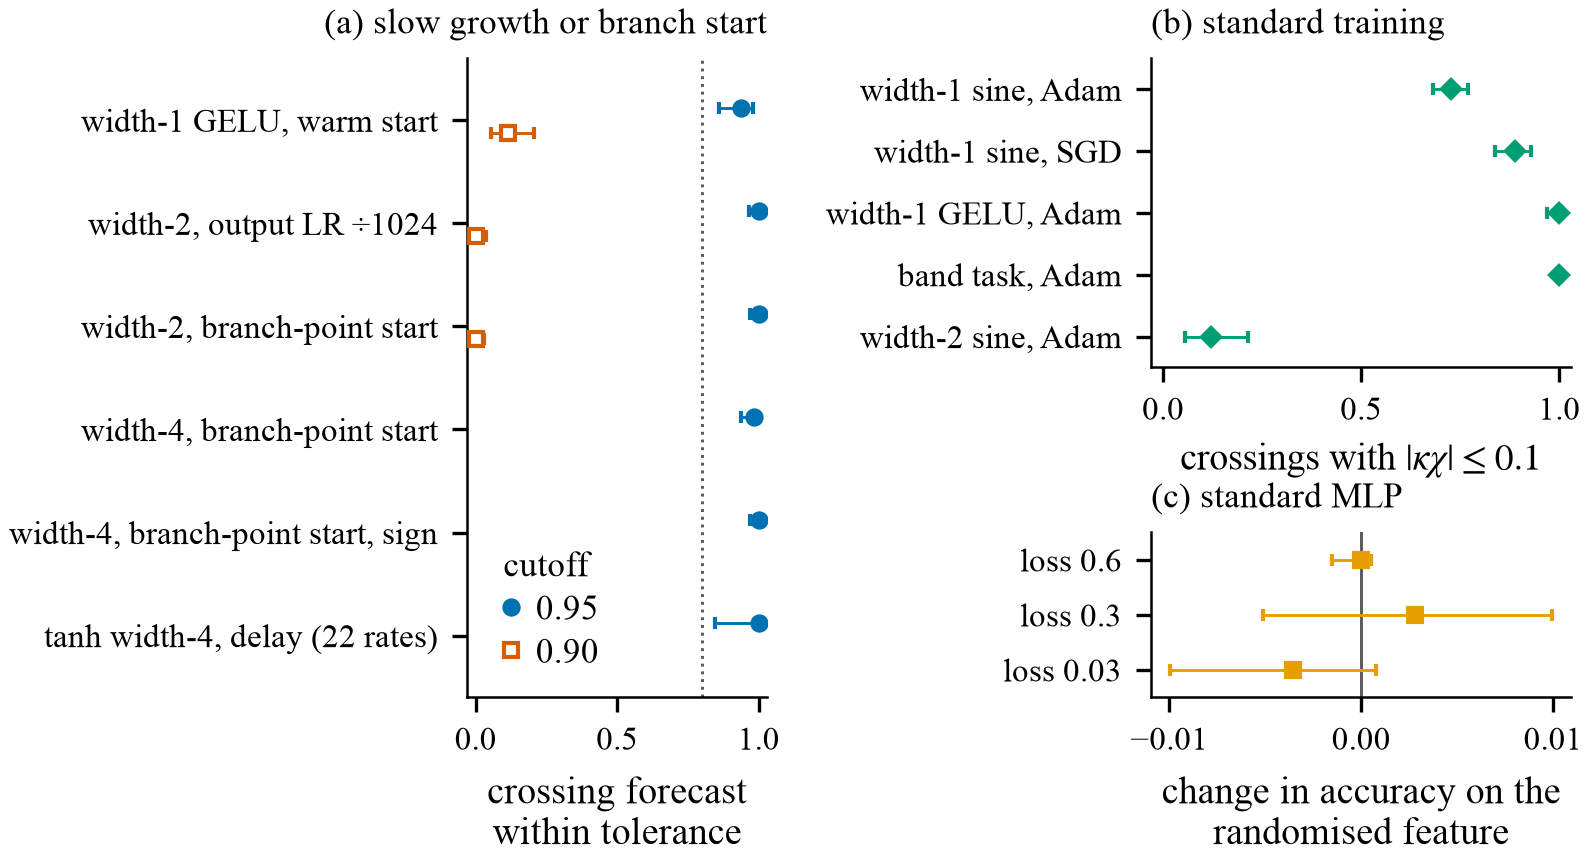 (a) slow growth or branch start
width-1 GELU, warm start
width-2, output LR ÷1024
width-2, branch-point start
width-4, branch-point start
width-4, branch-point start, sign
tanh width-4, delay (22 rates)
cutoff
0.95
0.90
0.0 0.5 1.0
crossing forecast
within tolerance
(b) standard training
width-1 sine, Adam
width-1 sine, SGD
width-1 GELU, Adam
band task, Adam
width-2 sine, Adam
0.0 0.5 1.0
crossings with |κχ| ≤ 0.1
(c) standard MLP
loss 0.6
loss 0.3
loss 0.03
−0.01 0.00 0.01
change in accuracy on the
randomised feature